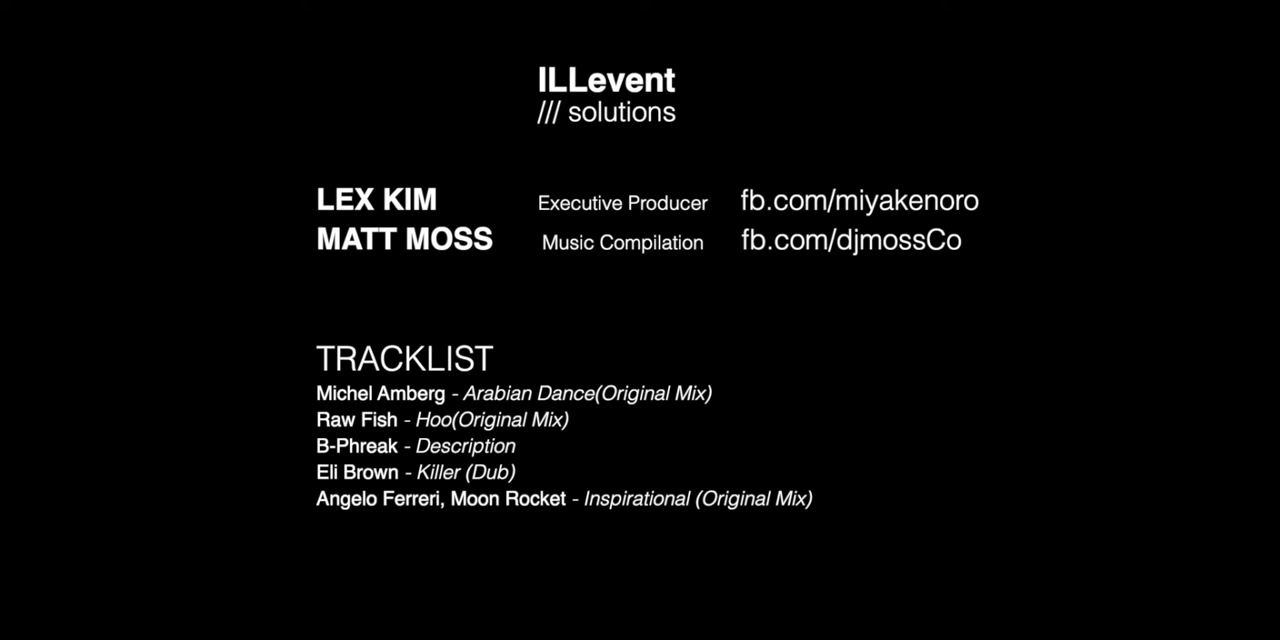 ILLevent
/// solutions
LEX KIM Executive Producer fb.com/miyakenoro
MATT MOSS Music Compilation fb.com/djmossCo
TRACKLIST
Michel Amberg - Arabian Dance(Original Mix)
Raw Fish - Hoo(Original Mix)
B-Phreak - Description
Eli Brown - Killer (Dub)
Angelo Ferreri, Moon Rocket - Inspirational (Original Mix)